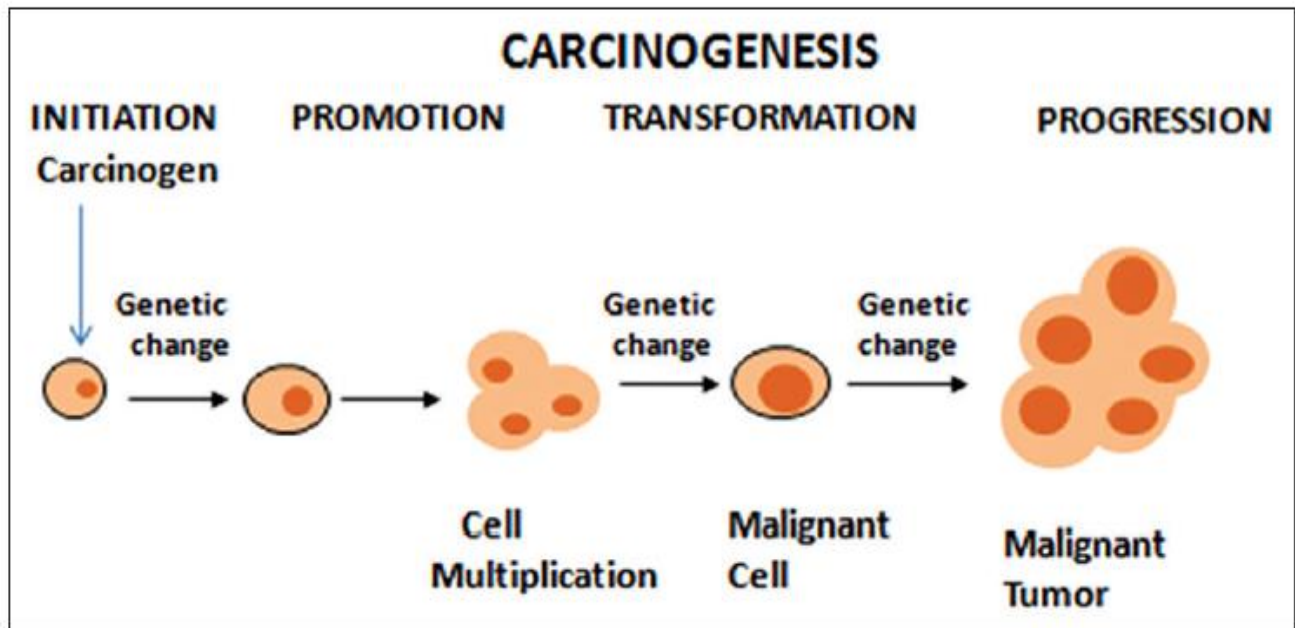 CARCINOGENESIS
INITIATION PROMOTION TRANSFORMATION PROGRESSION
Carcinogen
Genetic
change
Genetic
change
Genetic
change
Cell
Multiplication
Malignant
Cell
Malignant
Tumor